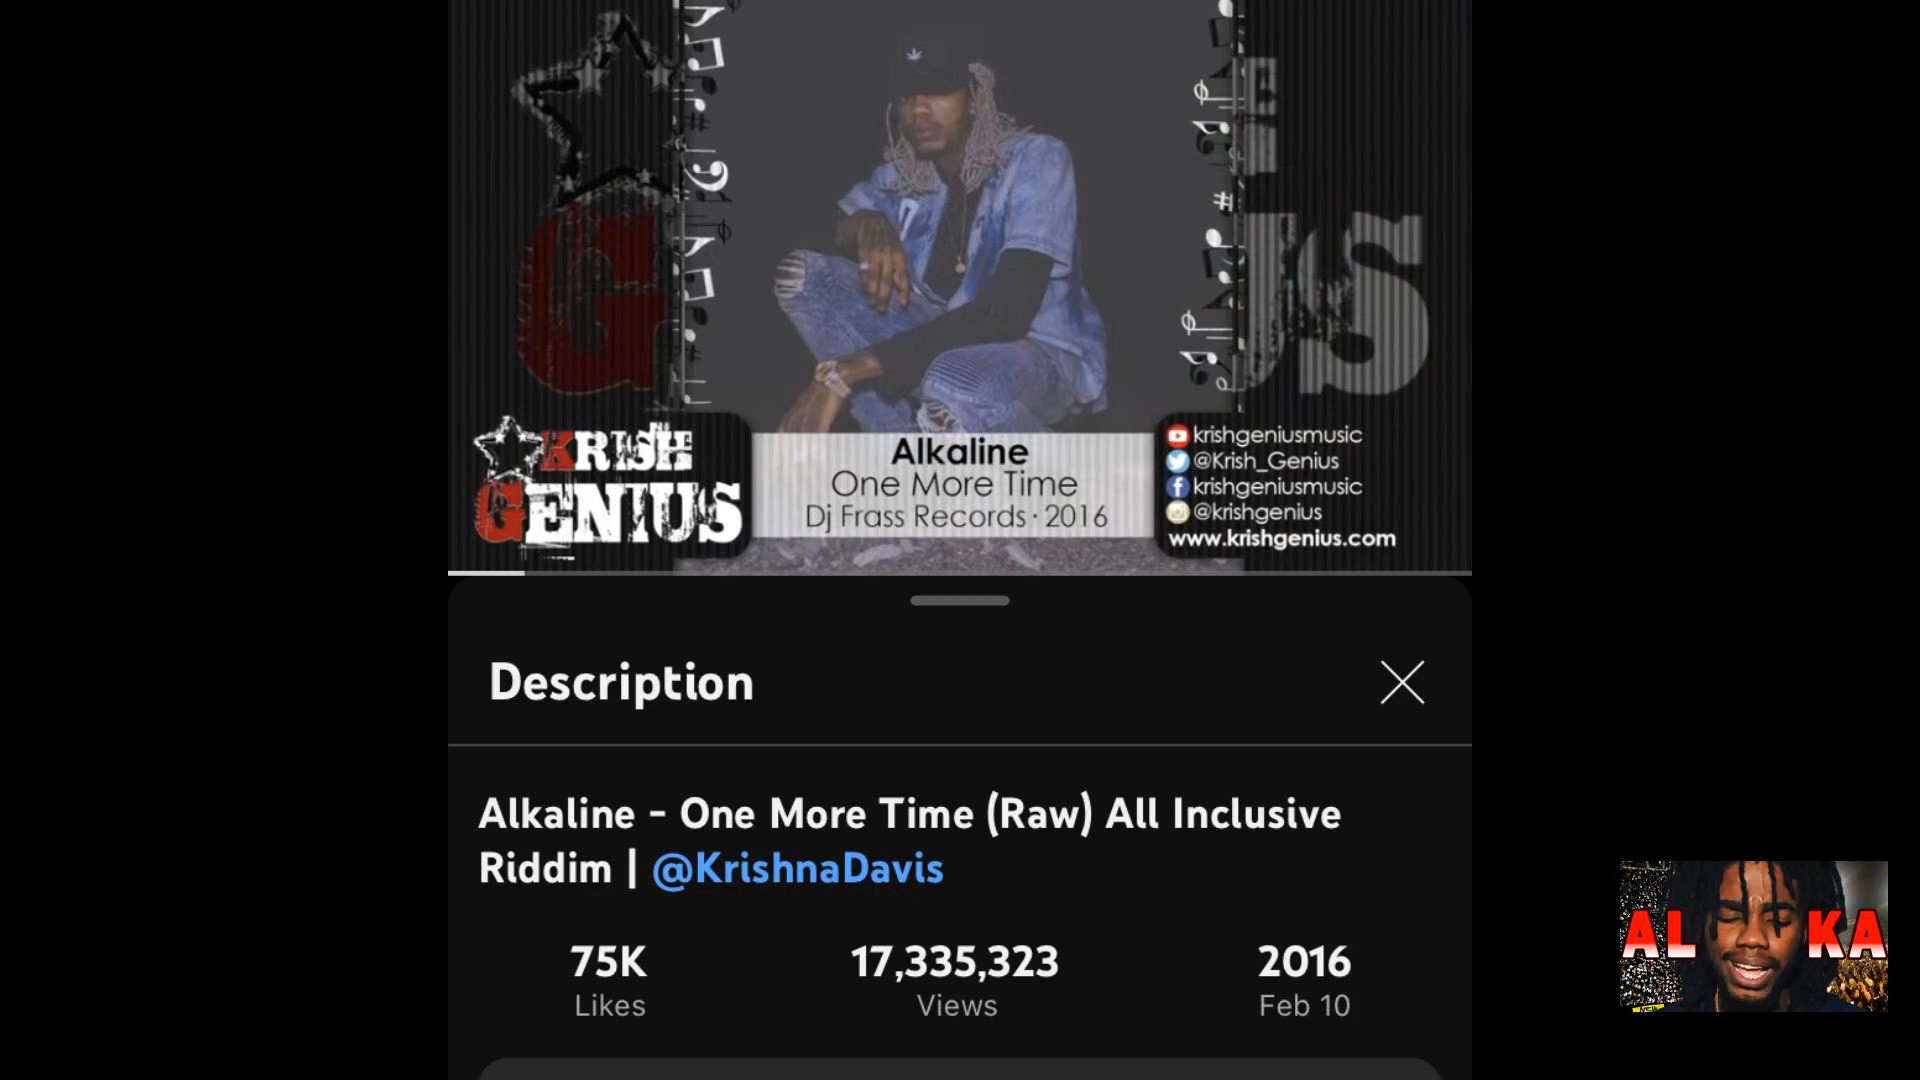 KRISH
GENIUS
Alkaline
One More Time
Dj Frass Records · 2016
krishgeniusmusic
@Krish_Genius
krishgeniusmusic
@krishgenius
www.krishgenius.com
Description
Alkaline - One More Time (Raw) All Inclusive
Riddim | @KrishnaDavis
75K
Likes
17,335,323
Views
2016
Feb 10
AL KA